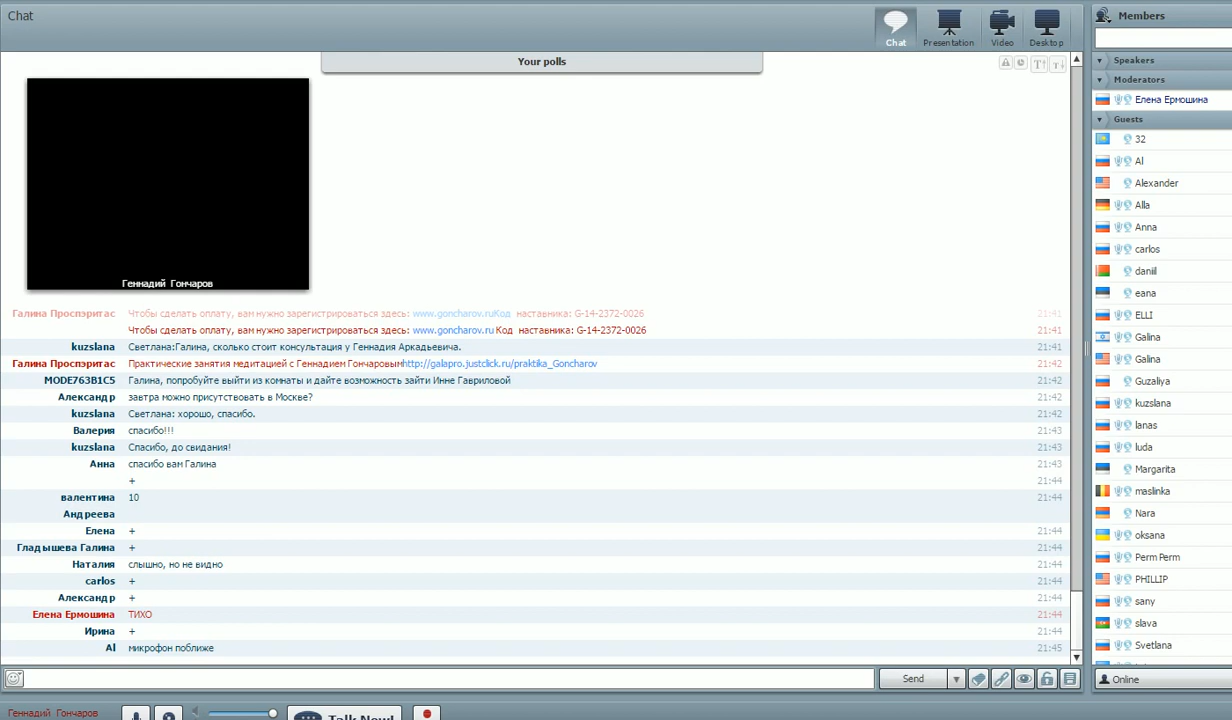 Chat
Chat Presentation Video Desktop
Your polls
Геннадий Гончаров
Галина Проспэритас Чтобы сделать оплату, вам нужно зарегистрироваться здесь: www.goncharov.ruКод наставника: G-14-2372-0026 21:41
Чтобы сделать оплату, вам нужно зарегистрироваться здесь: www.goncharov.ru Код наставника: G-14-2372-0026 21:41
kuzslana Светлана:Галина, сколько стоит консультация у Геннадия Аркадьевича. 21:41
Галина Проспэритас Практические занятия медитацией с Геннадием Гончаровымhttp://galapro.justclick.ru/praktika_Goncharov 21:42
MODE763B1C5 Галина, попробуйте выйти из комнаты и дайте возможность зайти Инне Гавриловой 21:42
Александр завтра можно присутствовать в Москве? 21:42
kuzslana Светлана: хорошо, спасибо. 21:42
Валерия спасибо!!! 21:43
kuzslana Спасибо, до свидания! 21:43
Анна спасибо вам Галина 21:43
+ 21:44
валентина 10 21:44
Андреева
Елена + 21:44
Гладышева Галина + 21:44
Наталия слышно, но не видно 21:44
carlos + 21:44
Александр + 21:44
Елена Ермошина ТИХО 21:44
Ирина + 21:44
Al микрофон поближе 21:45
Send
Геннадий Гончаров Talk Now!
Members
Speakers
Moderators
Елена Ермошина
Guests
32
Al
Alexander
Alla
Anna
carlos
daniil
eana
ELLI
Galina
Galina
Guzaliya
kuzslana
lanas
luda
Margarita
maslinka
Nara
oksana
Perm Perm
PHILLIP
sany
slava
Svetlana
Online